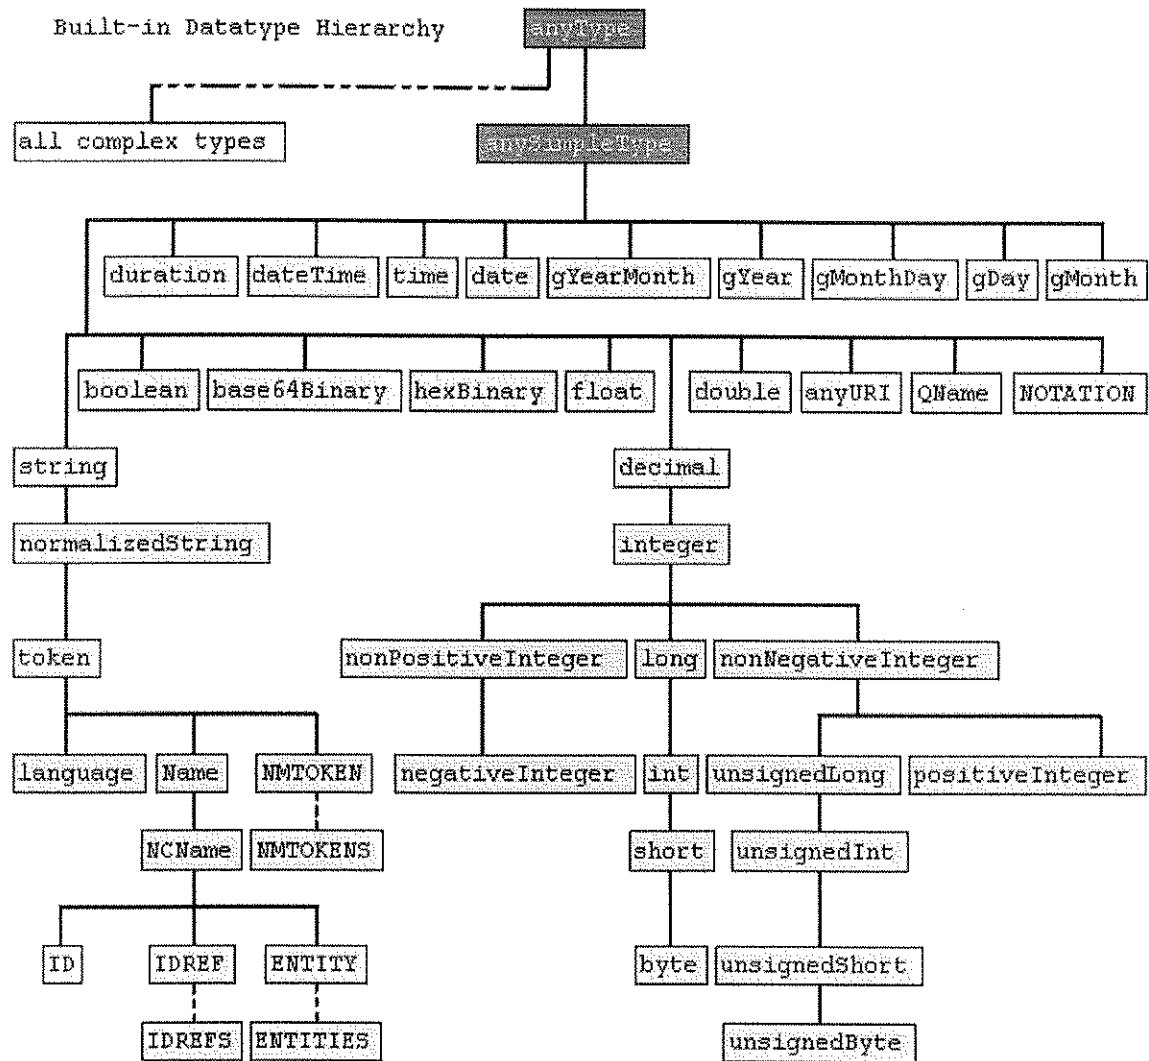 Built-in Datatype Hierarchy anyType
all complex types anySimpleType
duration dateTime time date gYearMonth gYear gMonthDay gDay gMonth
boolean base64Binary hexBinary float double anyURI QName NOTATION
string decimal
normalizedString integer
token nonPositiveInteger long nonNegativeInteger
language Name NMTOKEN negativeInteger int unsignedLong positiveInteger
NCName NMTOKENS short unsignedInt
ID IDREF ENTITY byte unsignedShort
IDREFS ENTITIES unsignedByte